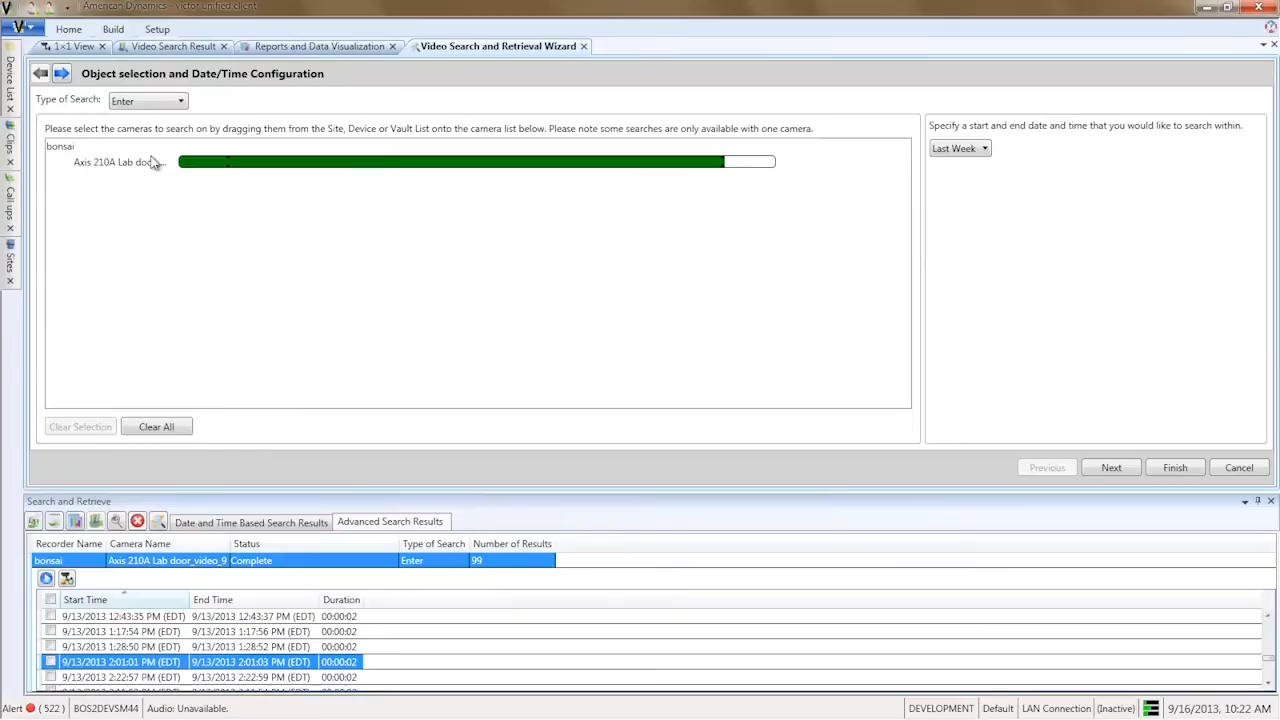 American Dynamics - victor unified client
Home Build Setup
1×1 View Video Search Result Reports and Data Visualization Video Search and Retrieval Wizard
Object selection and Date/Time Configuration
Type of Search: Enter
Please select the cameras to search on by dragging them from the Site, Device or Vault List onto the camera list below. Please note some searches are only available with one camera.
Specify a start and end date and time that you would like to search within.
bonsai
Last Week
Axis 210A Lab doo...
Device List
Clips
Call ups
Sites
Clear Selection Clear All
Previous Next Finish Cancel
Search and Retrieve
Date and Time Based Search Results Advanced Search Results
Recorder Name Camera Name Status Type of Search Number of Results
bonsai Axis 210A Lab door_video_9 Complete Enter 99
Start Time End Time Duration
9/13/2013 12:43:35 PM (EDT) 9/13/2013 12:43:37 PM (EDT) 00:00:02
9/13/2013 1:17:54 PM (EDT) 9/13/2013 1:17:56 PM (EDT) 00:00:02
9/13/2013 1:28:50 PM (EDT) 9/13/2013 1:28:52 PM (EDT) 00:00:02
9/13/2013 2:01:01 PM (EDT) 9/13/2013 2:01:03 PM (EDT) 00:00:02
9/13/2013 2:22:57 PM (EDT) 9/13/2013 2:22:59 PM (EDT) 00:00:02
Alert ( 522 ) BOS2DEVSM44 Audio: Unavailable. DEVELOPMENT Default LAN Connection (Inactive) 9/16/2013, 10:22 AM